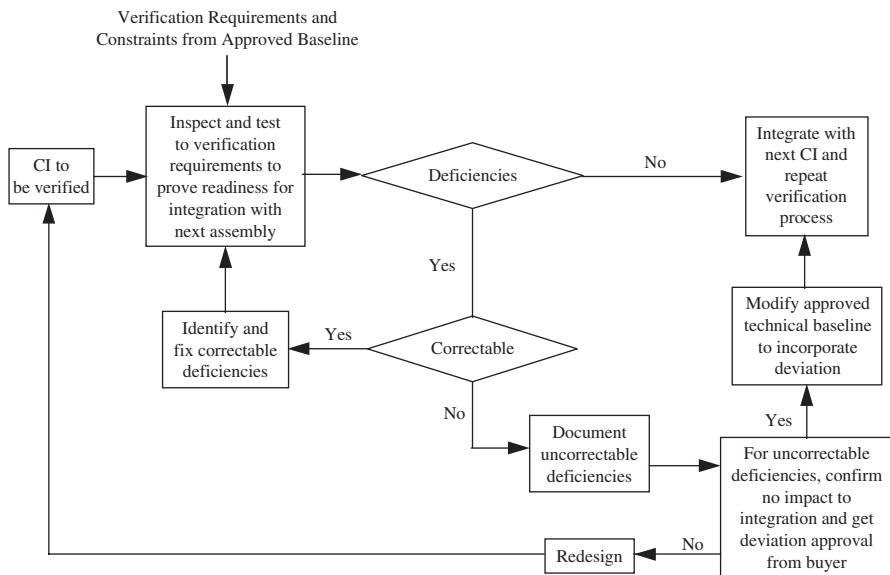 Verification Requirements and
Constraints from Approved Baseline
CI to
be verified
Inspect and test
to verification
requirements to
prove readiness for
integration with
next assembly
Deficiencies
No
Integrate with
next CI and
repeat
verification
process
Yes
Modify approved
technical baseline
to incorporate
deviation
Identify and
fix correctable
deficiencies
Yes
Correctable
No
Document
uncorrectable
deficiencies
Yes
For uncorrectable
deficiencies, confirm
no impact to
integration and get
deviation approval
from buyer
No
Redesign